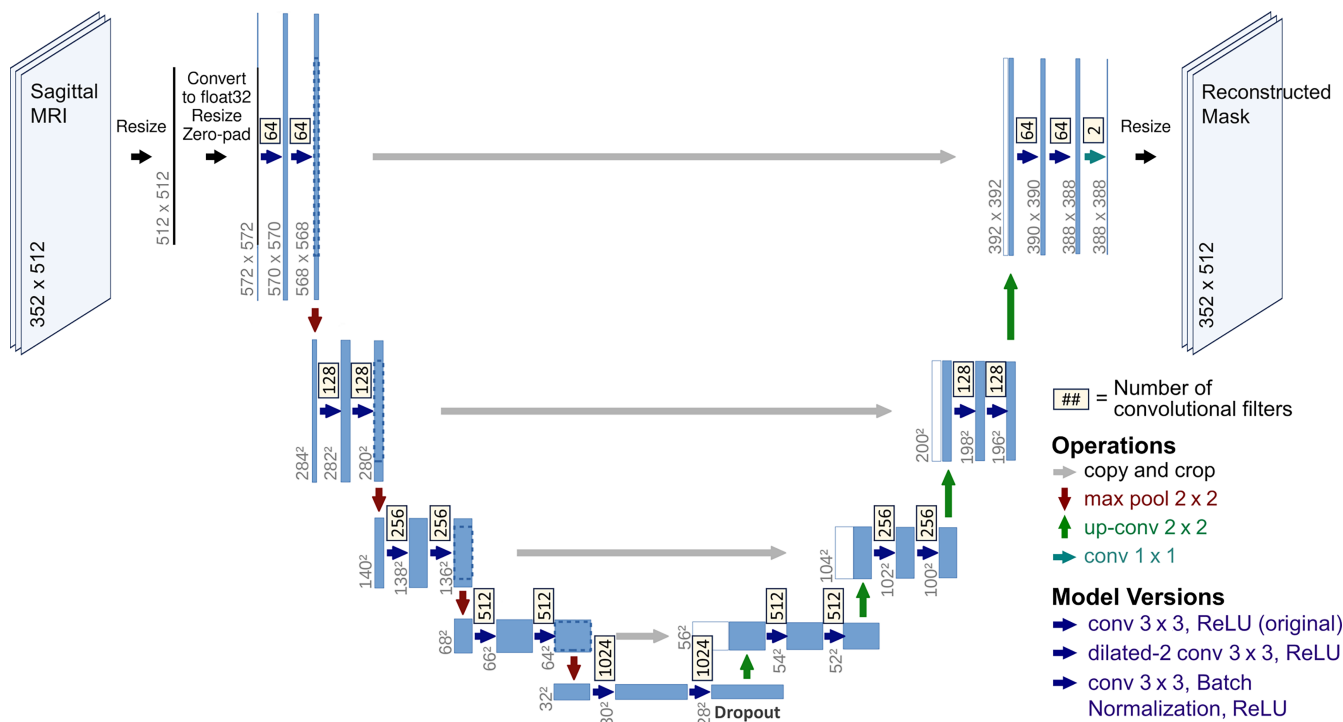 Sagittal
MRI
352 x 512
Resize
512 x 512
Convert
to float32
Resize
Zero-pad
572 x 572
64
570 x 570
64
568 x 568
392 x 392
64
390 x 390
64
388 x 388
2
388 x 388
Resize
Reconstructed
Mask
352 x 512
284²
128
282²
128
280²
200²
128
198²
128
196²
140²
256
138²
256
136²
104²
256
102²
256
100²
68²
512
66²
512
64²
56²
512
54²
512
52²
32²
1024
30²
1024
28²
Dropout
## = Number of
convolutional filters
Operations
copy and crop
max pool 2 x 2
up-conv 2 x 2
conv 1 x 1
Model Versions
conv 3 x 3, ReLU (original)
dilated-2 conv 3 x 3, ReLU
conv 3 x 3, Batch
Normalization, ReLU